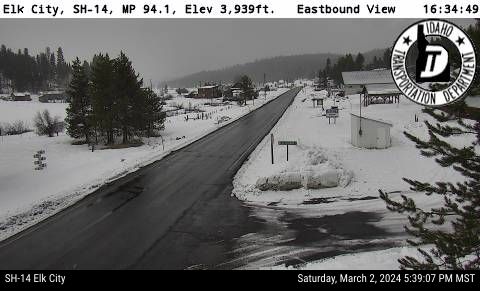 Elk City, SH-14, MP 94.1, Elev 3,939ft. Eastbound View 16:34:49
IDAHO
TRANSPORTATION DEPARTMENT
SH-14 Elk City Saturday, March 2, 2024 5:39:07 PM MST